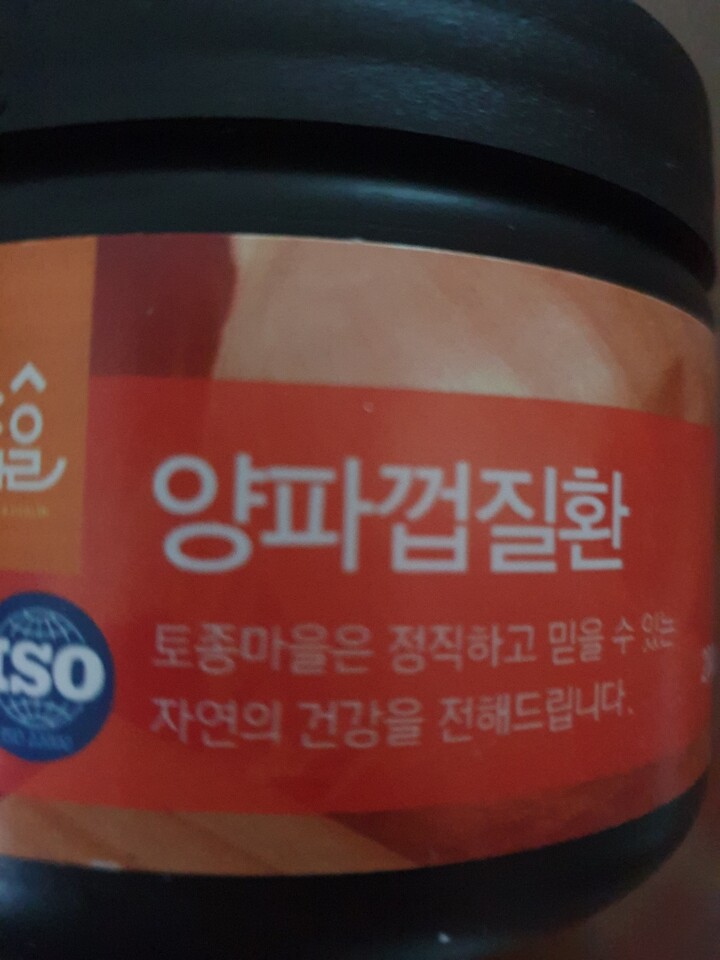 양파껍질환
토종마을은 정직하고 믿을 수 있는
자연의 건강을 전해드립니다.
ISO